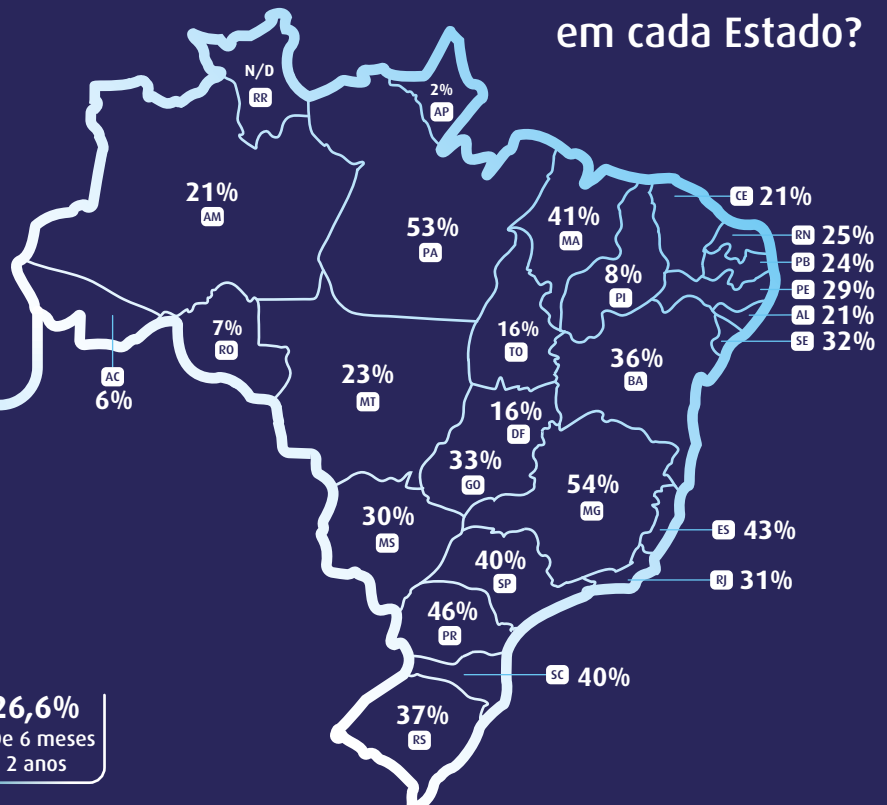 em cada Estado?
N/D
RR
2%
AP
21%
AM
53%
PA
41%
MA
8%
PI
CE 21%
RN 25%
PB 24%
PE 29%
AL 21%
SE 32%
7%
RO
AC
6%
23%
MT
16%
TO
36%
BA
16%
DF
33%
GO
54%
MG
30%
MS
ES 43%
40%
SP
RJ 31%
46%
PR
SC 40%
37%
RS
26,6%
de 6 meses
2 anos